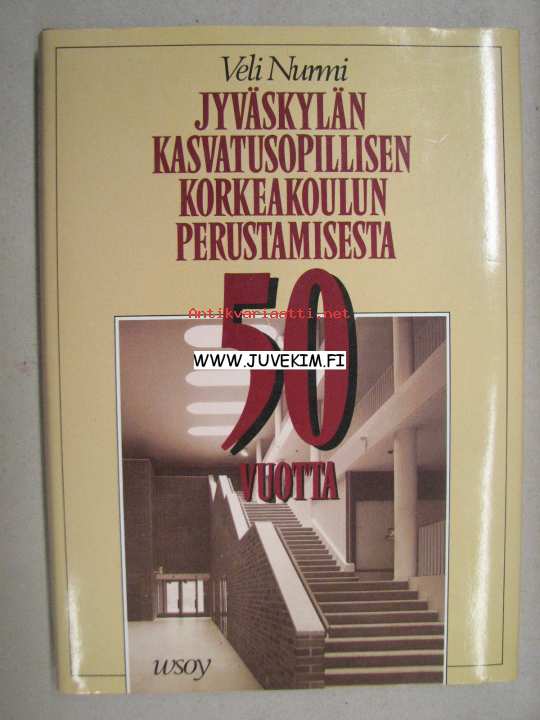 Veli Nurmi
JYVÄSKYLÄN
KASVATUSOPILLISEN
KORKEAKOULUN
PERUSTAMISESTA
50
Antikvariaatti.net
WWW.JUVEKIM.FI
VUOTTA
wsoy